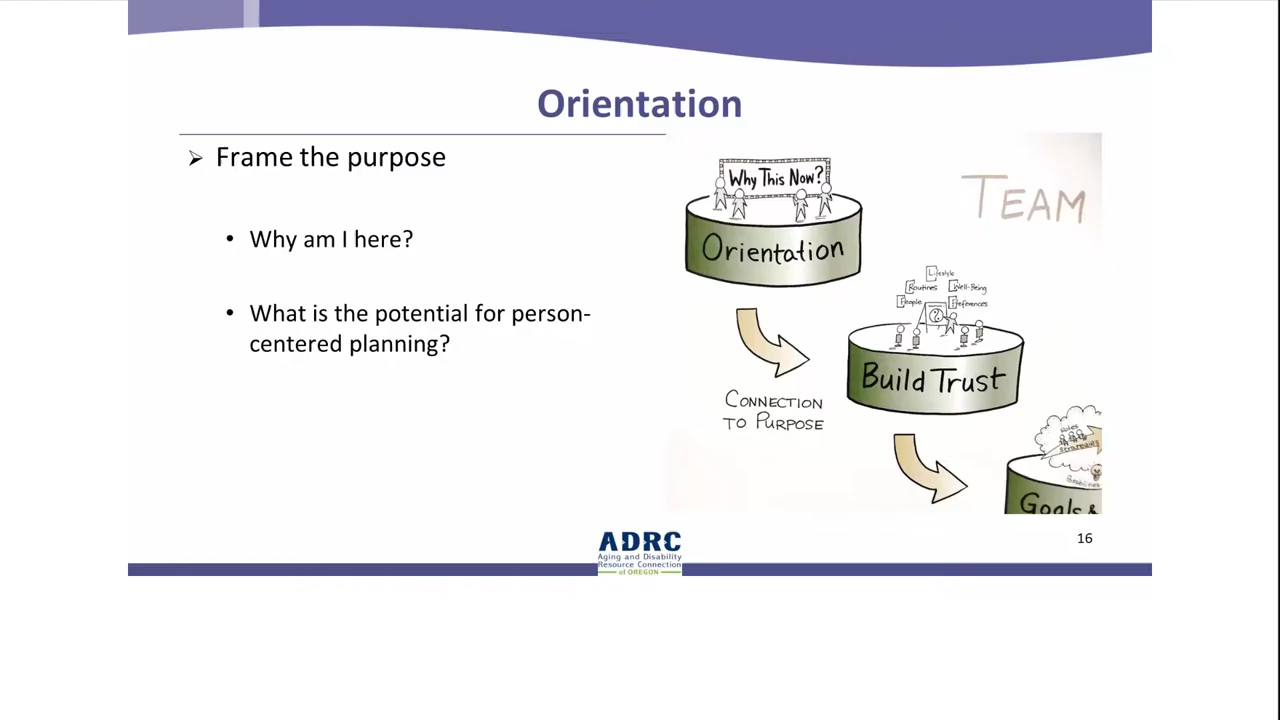 Orientation
Frame the purpose
Why am I here?
What is the potential for person-
centered planning?
Why This Now?
Orientation
TEAM
Lifestyle
Routines
Well-Being
People
Preferences
?
Build Trust
CONNECTION
TO PURPOSE
Roles
Strategies
Goals &
ADRC
Aging and Disability
Resource Connection
of OREGON
16